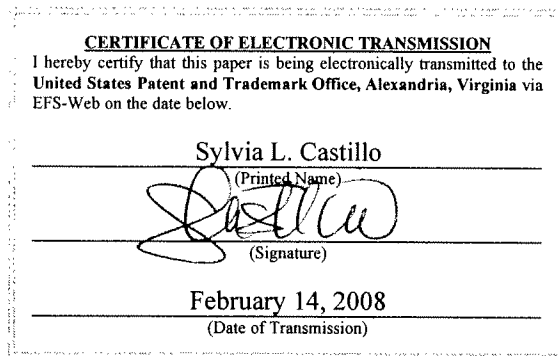 CERTIFICATE OF ELECTRONIC TRANSMISSION
I hereby certify that this paper is being electronically transmitted to the
United States Patent and Trademark Office, Alexandria, Virginia via
EFS-Web on the date below.
Sylvia L. Castillo
(Printed Name)
S Castillo
(Signature)
February 14, 2008
(Date of Transmission)